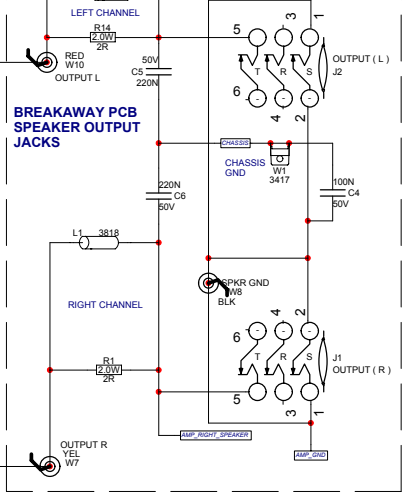 LEFT CHANNEL
R14
2.0W
2R
5
3
1
RED
W10
OUTPUT L
50V
C5
220N
T
R
S
OUTPUT ( L )
J2
6
4
2
BREAKAWAY PCB
SPEAKER OUTPUT
JACKS
CHASSIS
CHASSIS
GND
W1
3417
100N
C4
50V
220N
C6
50V
L1
3818
SPKR GND
W8
BLK
RIGHT CHANNEL
6
4
2
T
R
S
J1
OUTPUT ( R )
R1
2.0W
2R
5
3
1
AMP_RIGHT_SPEAKER
OUTPUT R
YEL
W7
AMP_GND